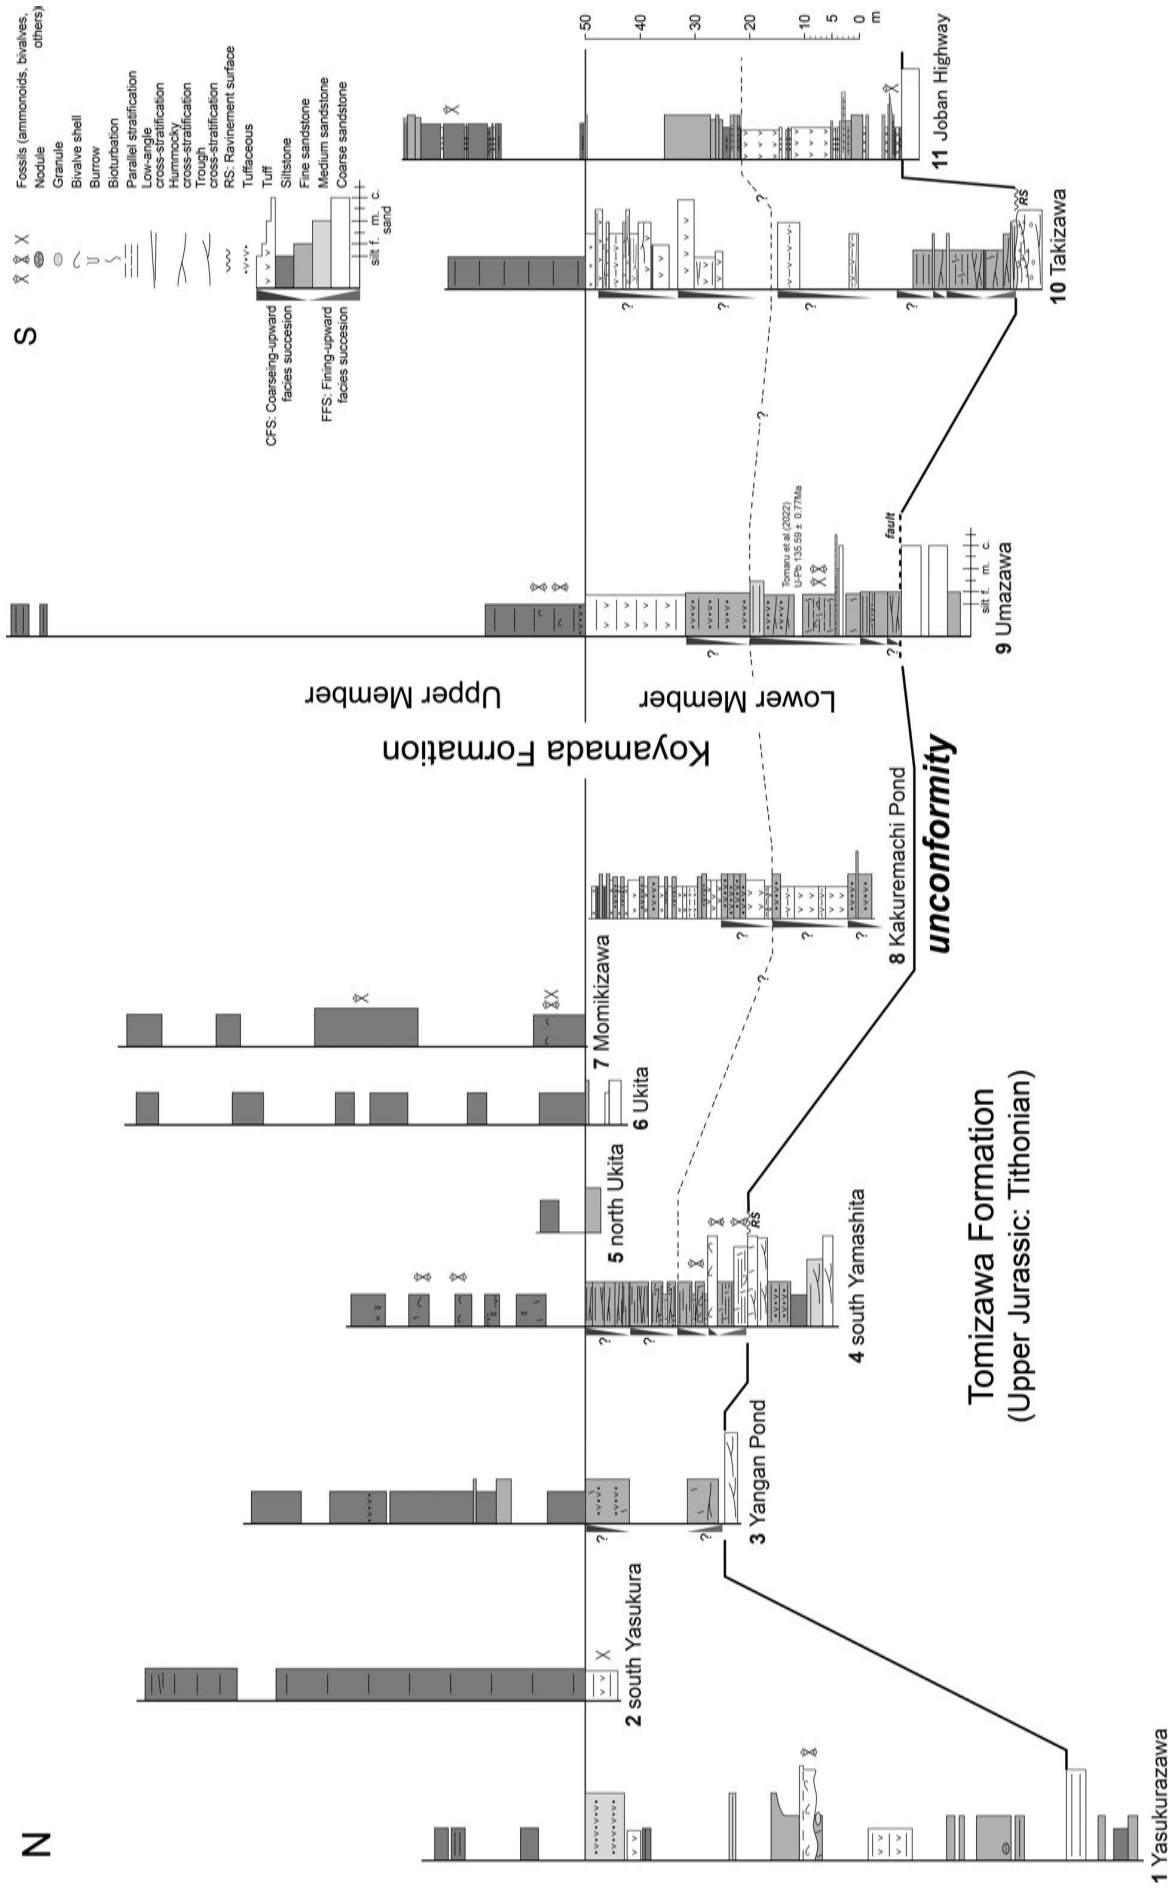 N
S
Fossils (ammonoids, bivalves,
others)
Nodule
Granule
Bivalve shell
Burrow
Bioturbation
Parallel stratification
Low-angle
cross-stratification
Hummocky
cross-stratification
Trough
cross-stratification
RS: Ravinement surface
Tuffaceous
Tuff
Siltstone
Fine sandstone
Medium sandstone
Coarse sandstone
CFS: Coarseing-upward
facies succesion
FFS: Fining-upward
facies succesion
silt f. m. c.
sand
50
40
30
20
10
5
0
m
Upper Member
Koyamada Formation
Lower Member
unconformity
Tomizawa Formation
(Upper Jurassic: Tithonian)
1 Yasukurazawa
2 south Yasukura
3 Yangan Pond
?
?
4 south Yamashita
?
?
RS
5 north Ukita
6 Ukita
7 Momikizawa
?
8 Kakuremachi Pond
?
?
?
9 Umazawa
?
?
Tomaru et al.(2022)
U-Pb 135.59 ± 0.77Ma
fault
silt f. m. c.
?
10 Takizawa
?
?
?
?
RS
?
11 Joban Highway